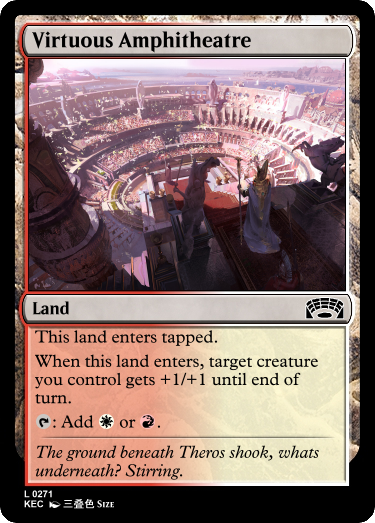 Virtuous Amphitheatre
Land
This land enters tapped.
When this land enters, target creature
you control gets +1/+1 until end of
turn.
: Add or .
The ground beneath Theros shook, whats
underneath? Stirring.
L 0271
KEC 三叠色 Size